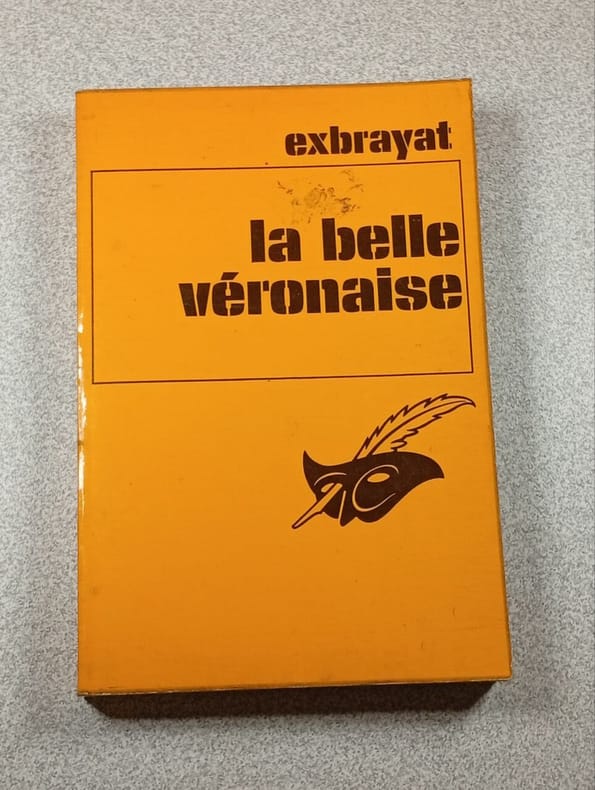 exbrayat
la belle
véronaise